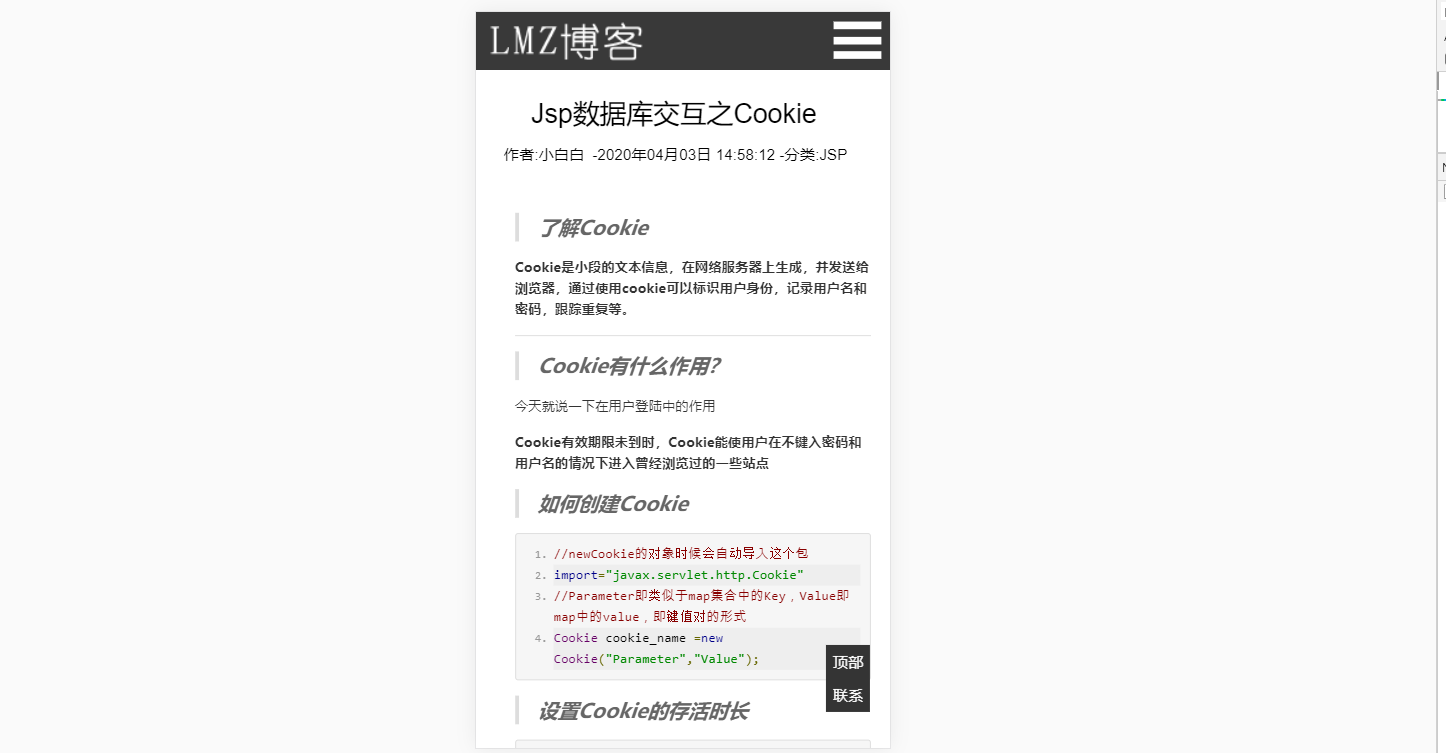 LMZ博客
Jsp数据库交互之Cookie
作者:小白白 -2020年04月03日 14:58:12 -分类:JSP
了解Cookie
Cookie是小段的文本信息，在网络服务器上生成，并发送给
浏览器，通过使用cookie可以标识用户身份，记录用户名和
密码，跟踪重复等。
Cookie有什么作用?
今天就说一下在用户登陆中的作用
Cookie有效期限未到时，Cookie能使用户在不键入密码和
用户名的情况下进入曾经浏览过的一些站点
如何创建Cookie
1. //newCookie的对象时候会自动导入这个包
2. import="javax.servlet.http.Cookie"
3. //Parameter即类似于map集合中的Key，Value即
map中的value，即键值对的形式
4. Cookie cookie_name =new
Cookie("Parameter","Value");
顶部
联系
设置Cookie的存活时长